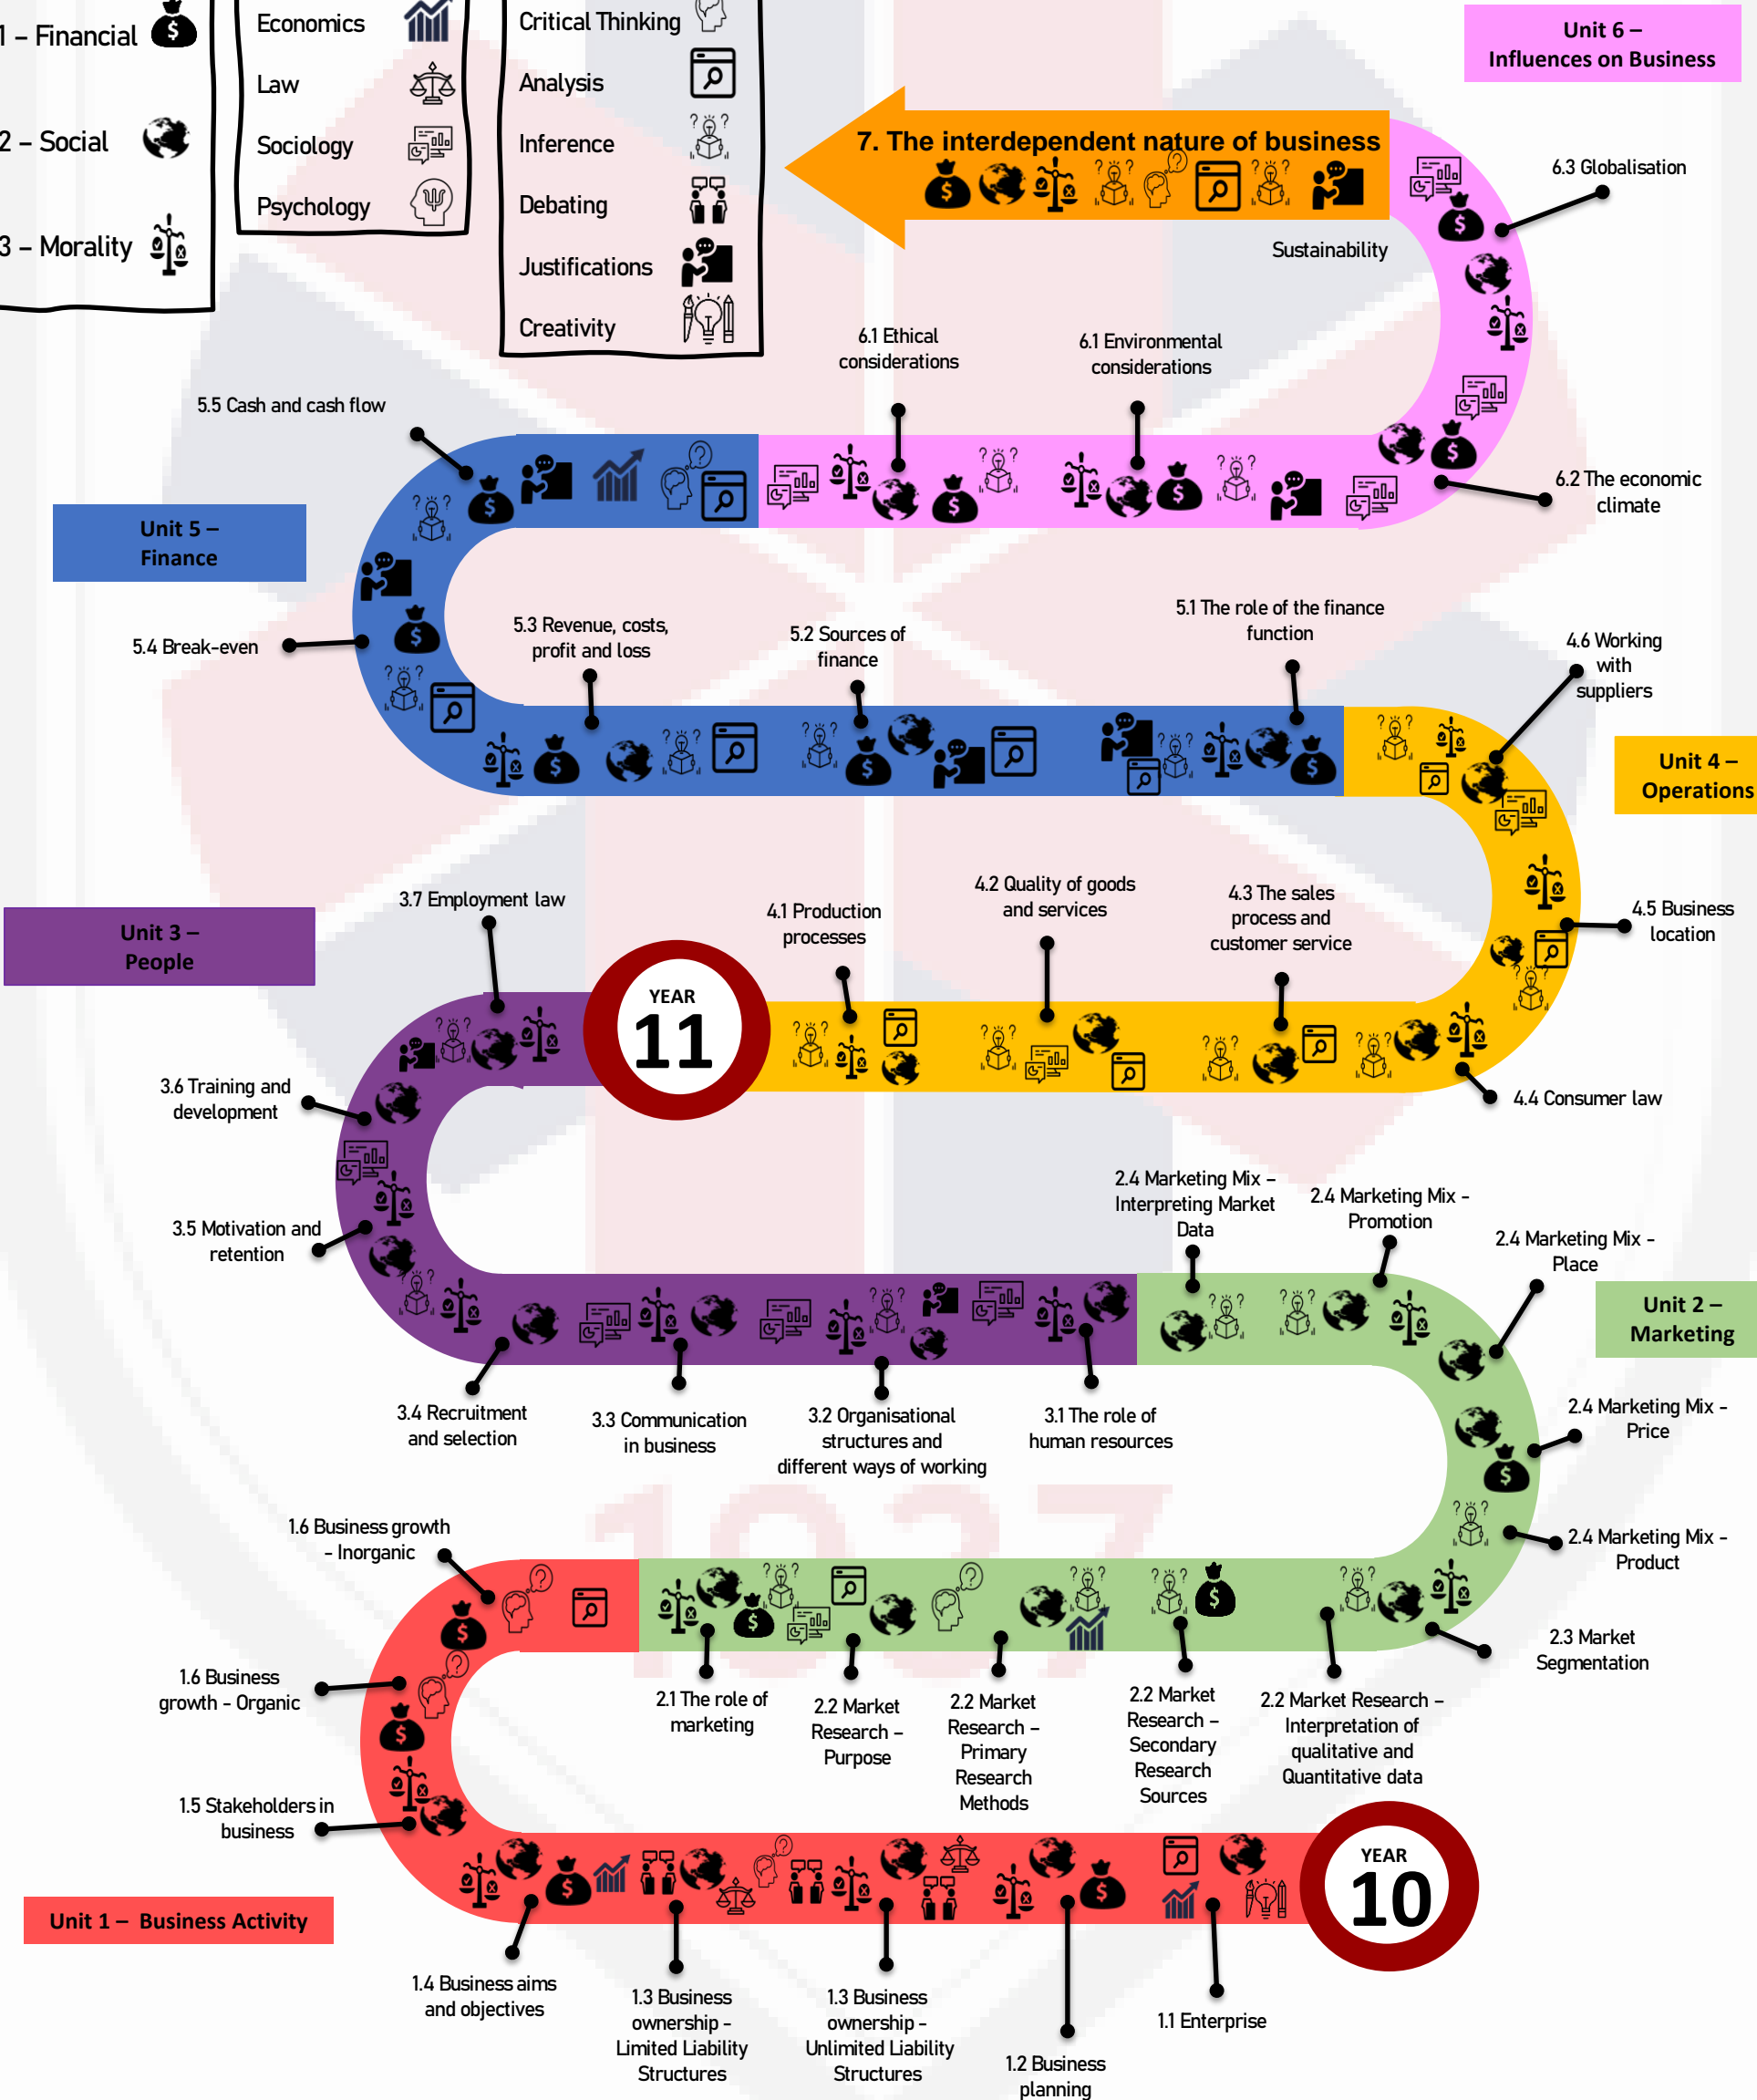 1 – Financial
2 – Social
3 – Morality
Economics
Law
Sociology
Psychology
Critical Thinking
Analysis
Inference
Debating
Justifications
Creativity
Unit 6 –
Influences on Business
7. The interdependent nature of business
6.3 Globalisation
Sustainability
6.1 Ethical
considerations
6.1 Environmental
considerations
5.5 Cash and cash flow
6.2 The economic
climate
Unit 5 –
Finance
5.4 Break-even
5.3 Revenue, costs,
profit and loss
5.2 Sources of
finance
5.1 The role of the finance
function
4.6 Working
with
suppliers
Unit 4 –
Operations
3.7 Employment law
4.1 Production
processes
4.2 Quality of goods
and services
4.3 The sales
process and
customer service
4.5 Business
location
Unit 3 –
People
YEAR
11
3.6 Training and
development
4.4 Consumer law
3.5 Motivation and
retention
2.4 Marketing Mix –
Interpreting Market
Data
2.4 Marketing Mix -
Promotion
2.4 Marketing Mix -
Place
Unit 2 –
Marketing
3.4 Recruitment
and selection
3.3 Communication
in business
3.2 Organisational
structures and
different ways of working
3.1 The role of
human resources
2.4 Marketing Mix -
Price
1937
1.6 Business growth
- Inorganic
2.4 Marketing Mix -
Product
1.6 Business
growth - Organic
2.1 The role of
marketing
2.2 Market
Research –
Purpose
2.2 Market
Research –
Primary
Research
Methods
2.2 Market
Research –
Secondary
Research
Sources
2.2 Market Research –
Interpretation of
qualitative and
Quantitative data
2.3 Market
Segmentation
1.5 Stakeholders in
business
YEAR
10
Unit 1 – Business Activity
1.4 Business aims
and objectives
1.3 Business
ownership -
Limited Liability
Structures
1.3 Business
ownership -
Unlimited Liability
Structures
1.2 Business
planning
1.1 Enterprise